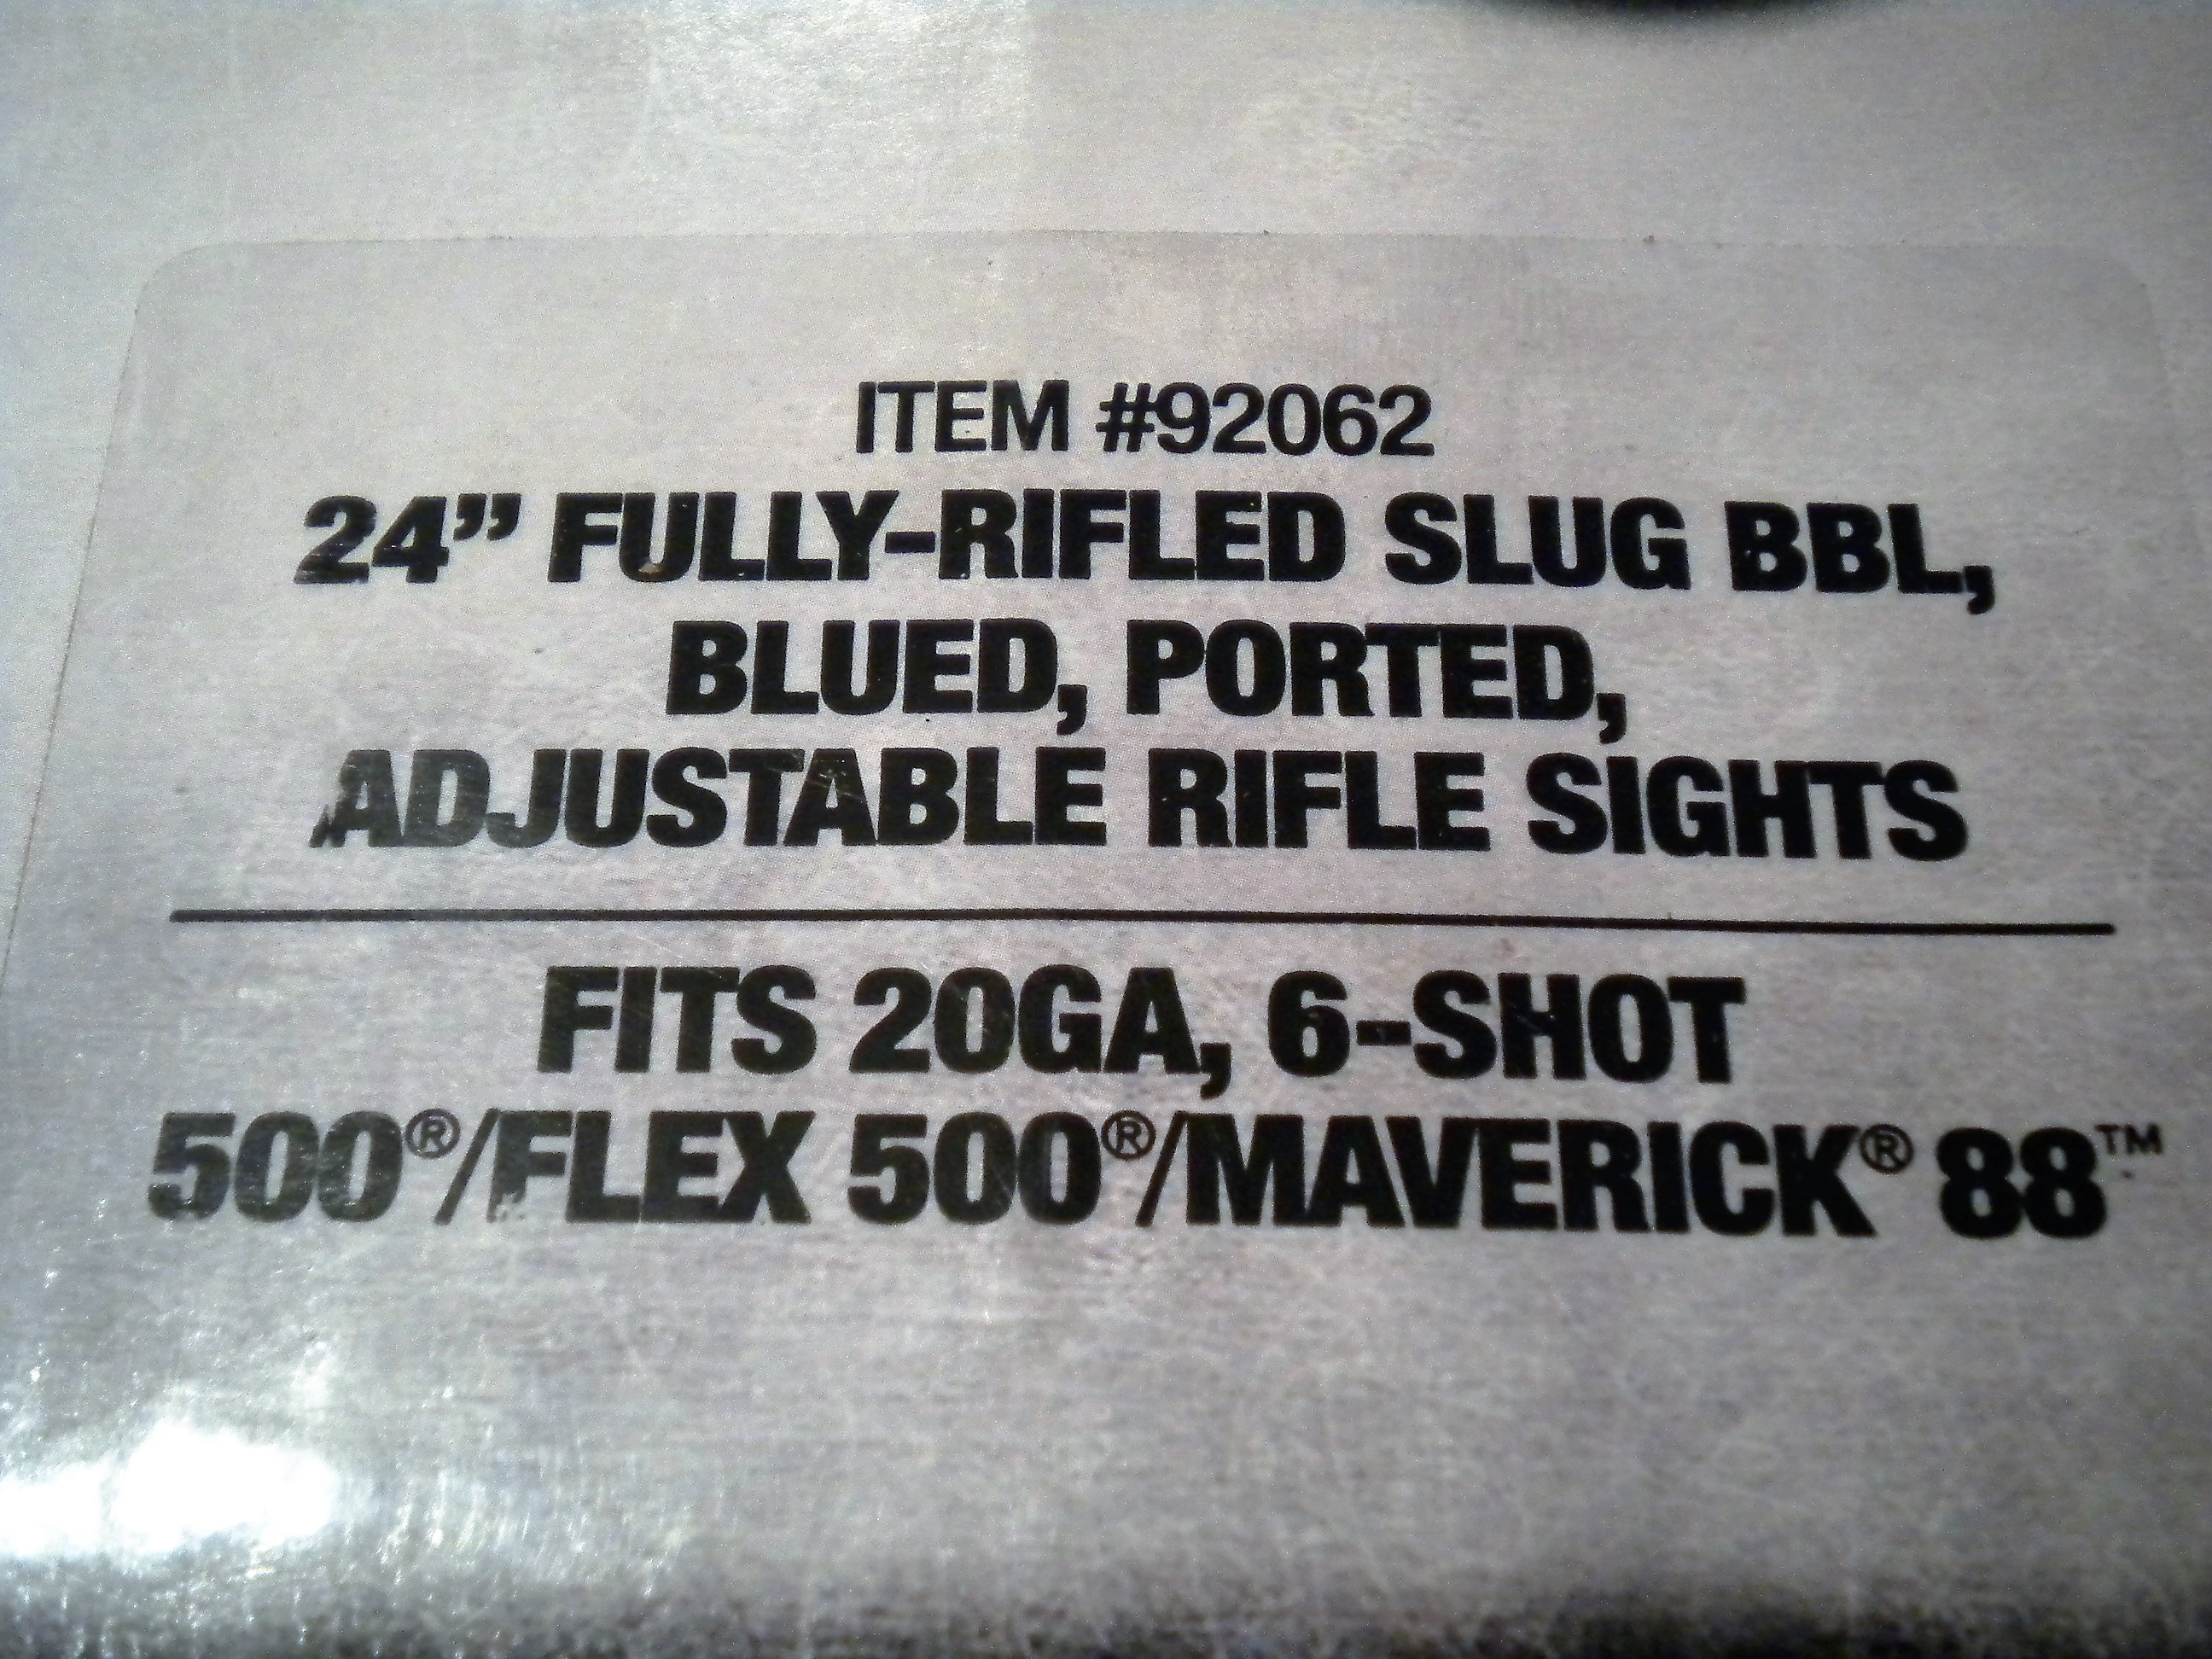 ITEM #92062
24” FULLY-RIFLED SLUG BBL,
BLUED, PORTED,
ADJUSTABLE RIFLE SIGHTS
FITS 20GA, 6-SHOT
500®/FLEX 500®/MAVERICK® 88™